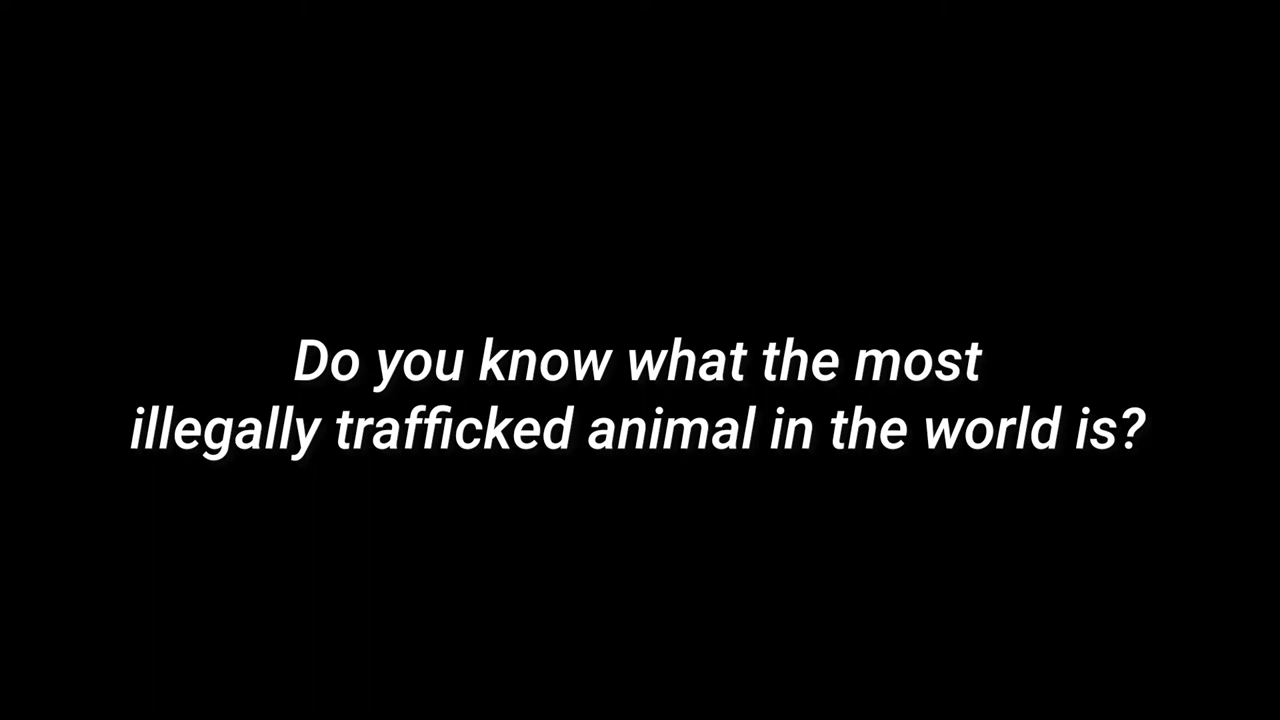 Do you know what the most
illegally trafficked animal in the world is?